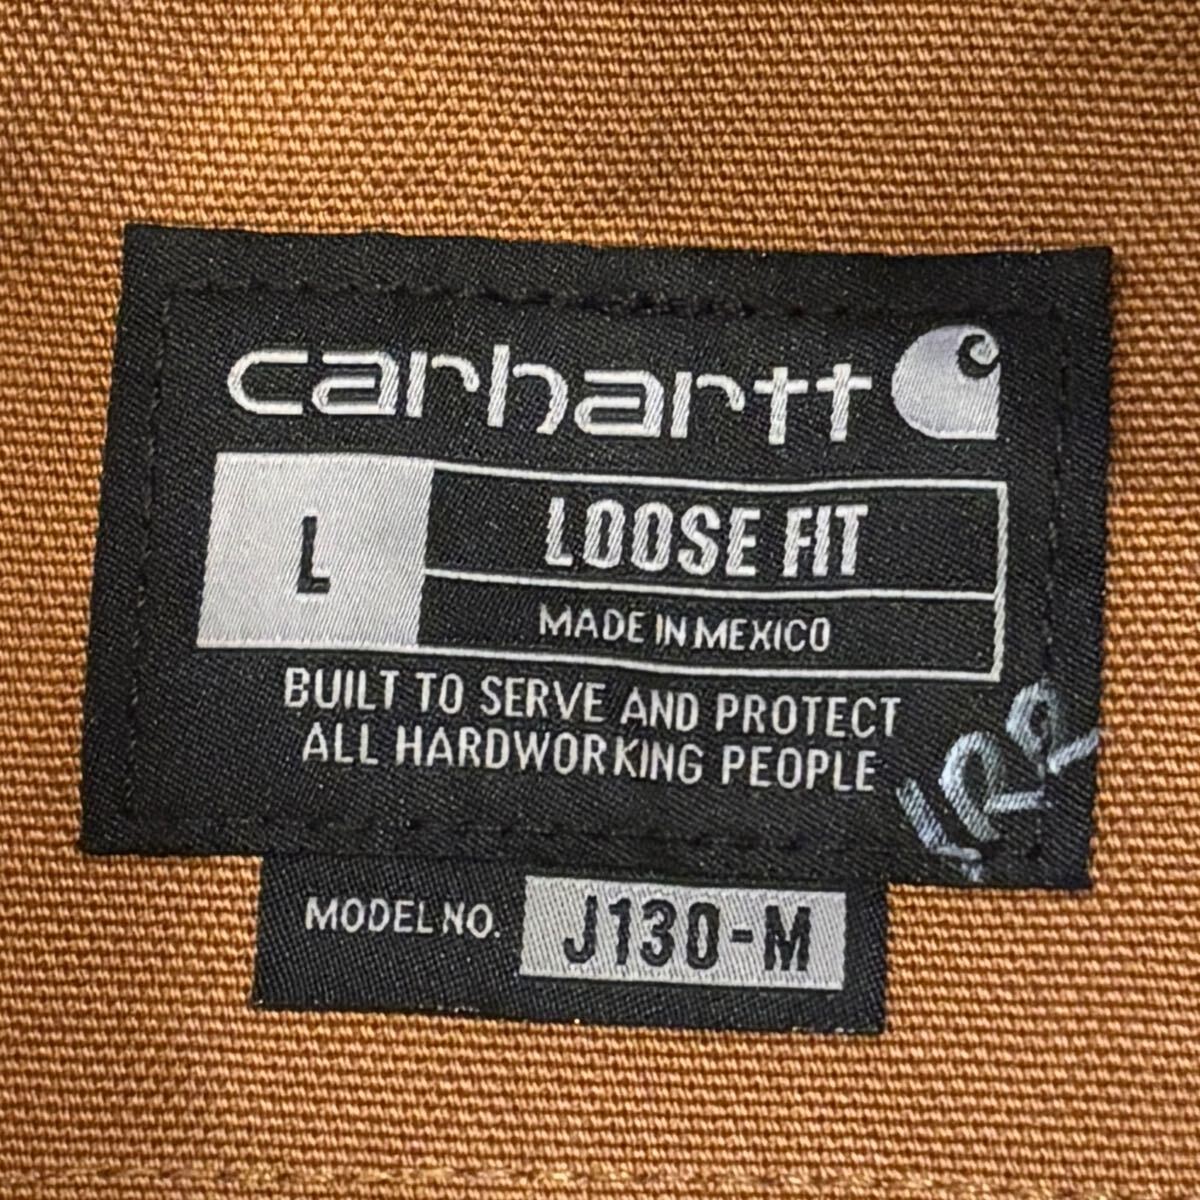 carhartt
L
LOOSE FIT
MADE IN MEXICO
BUILT TO SERVE AND PROTECT
ALL HARDWORKING PEOPLE
MODEL NO. J130-M